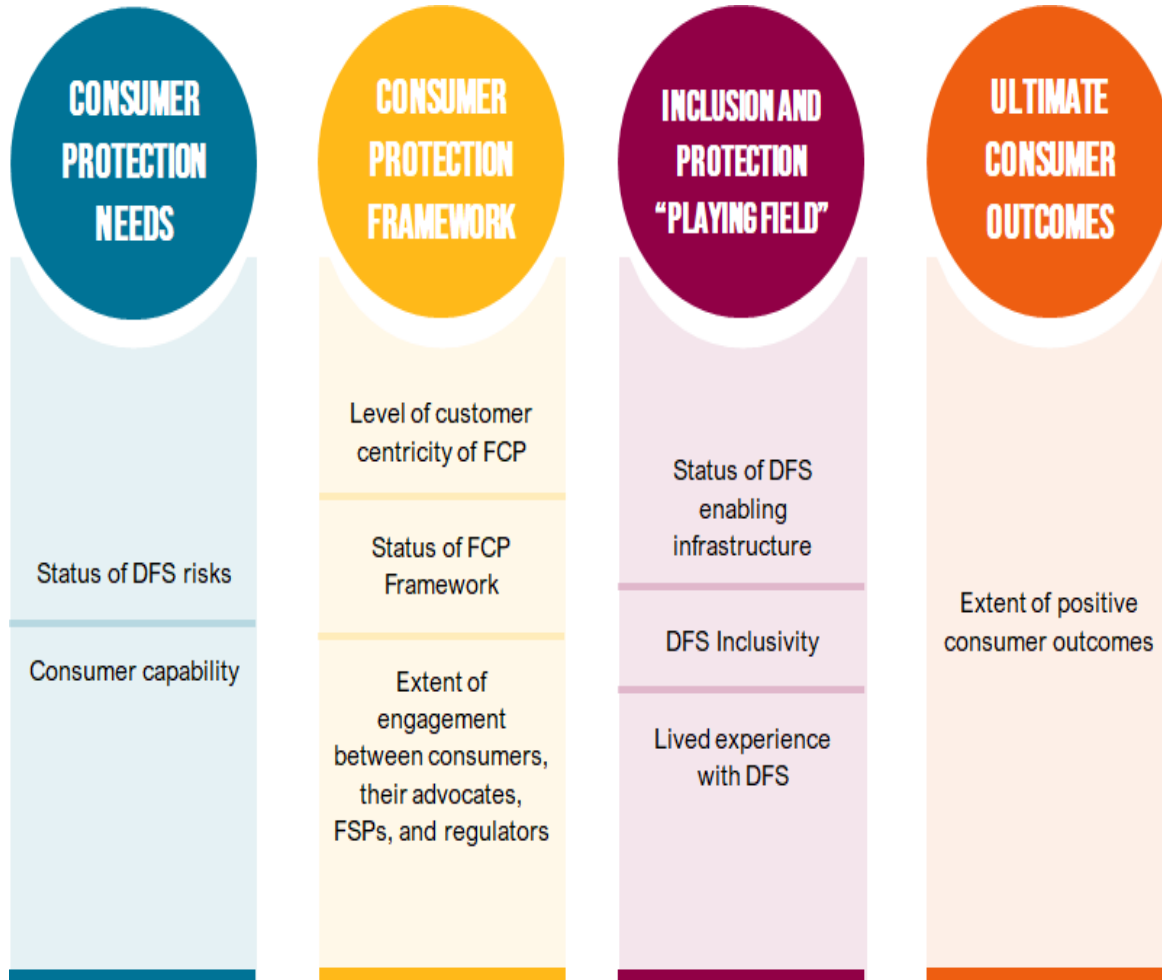 CONSUMER
PROTECTION
NEEDS
Status of DFS risks
Consumer capability
CONSUMER
PROTECTION
FRAMEWORK
Level of customer
centricity of FCP
Status of FCP
Framework
Extent of
engagement
between consumers,
their advocates,
FSPs, and regulators
INCLUSION AND
PROTECTION
“PLAYING FIELD”
Status of DFS
enabling
infrastructure
DFS Inclusivity
Lived experience
with DFS
ULTIMATE
CONSUMER
OUTCOMES
Extent of positive
consumer outcomes